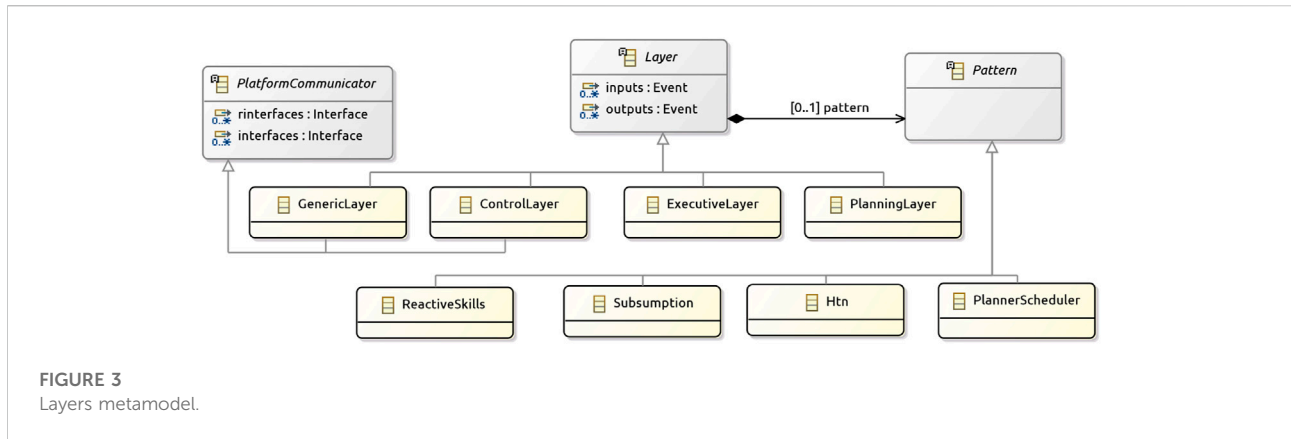 PlatformCommunicator
0..*
rinterfaces : Interface
0..*
interfaces : Interface
Layer
0..*
inputs : Event
0..*
outputs : Event
[0..1] pattern
Pattern
GenericLayer
ControlLayer
ExecutiveLayer
PlanningLayer
ReactiveSkills
Subsumption
Htn
PlannerScheduler
FIGURE 3
Layers metamodel.